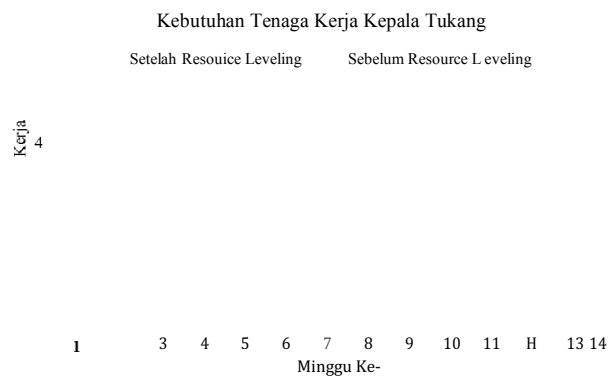 Kebutuhan Tenaga Kerja Kepala Tukang
Setelah Resouice Leveling Sebelum Resource L eveling
Kerja
4
1 3 4 5 6 7 8 9 10 11 H 13 14
Minggu Ke-